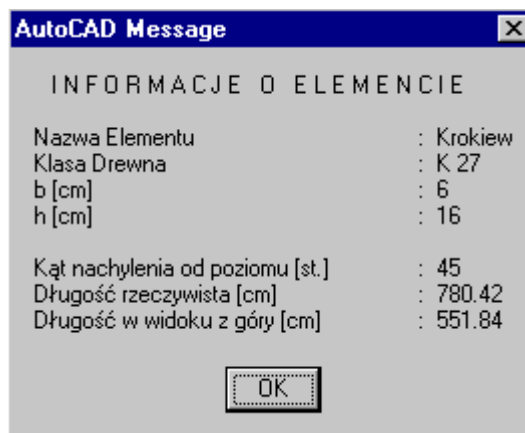 AutoCAD Message
INFORMACJE O ELEMENCIE
Nazwa Elementu : Krokiew
Klasa Drewna : K 27
b [cm] : 6
h [cm] : 16
Kąt nachylenia od poziomu [st.] : 45
Długość rzeczywista [cm] : 780.42
Długość w widoku z góry [cm] : 551.84
OK